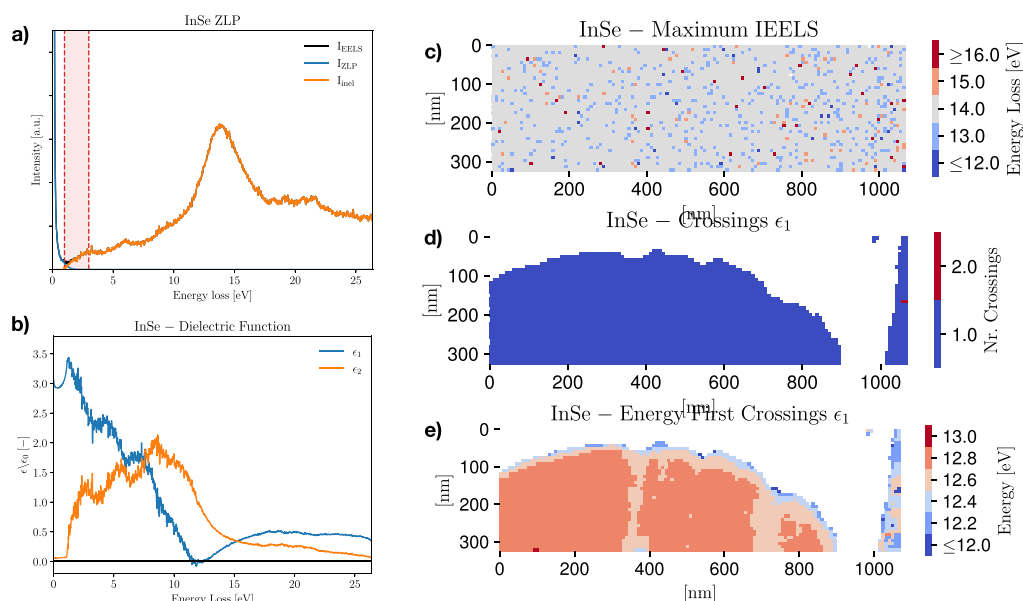 a)
InSe ZLP
Intensity [a.u.]
I_EELS
I_ZLP
I_inel
0 5 10 15 20 25
Energy loss [eV]
b)
InSe − Dielectric Function
ϵ\ϵ₀ [−]
3.5
3.0
2.5
2.0
1.5
1.0
0.5
0.0
ϵ₁
ϵ₂
0 5 10 15 20 25
Energy Loss [eV]
c)
InSe − Maximum IEELS
[nm]
0
100
200
300
0 200 400 600 800 1000
[nm]
≥16.0
15.0
14.0
13.0
≤12.0
Energy Loss [eV]
d)
InSe − Crossings ϵ₁
[nm]
0
100
200
300
0 200 400 600 800 1000
[nm]
2.0
1.0
Nr. Crossings
e)
InSe − Energy First Crossings ϵ₁
[nm]
0
100
200
300
0 200 400 600 800 1000
[nm]
13.0
12.8
12.6
12.4
12.2
≤12.0
Energy [eV]